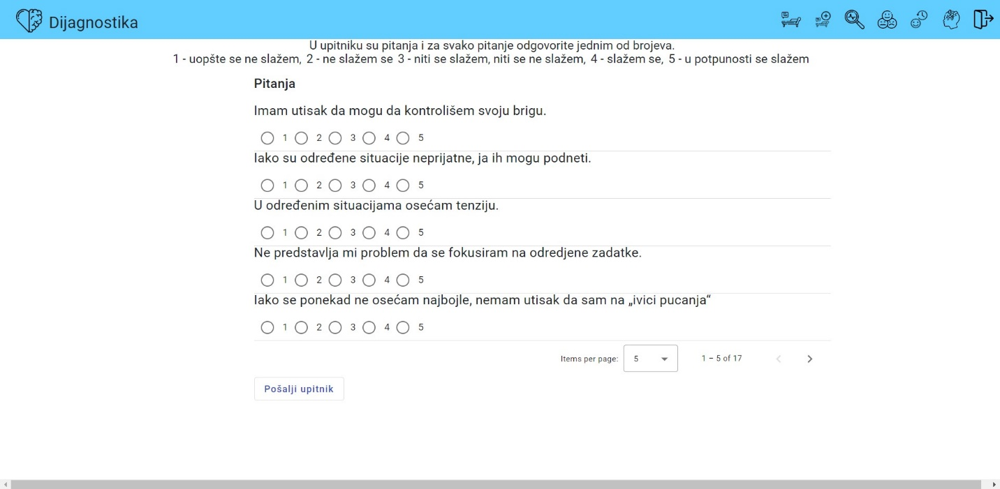 Dijagnostika
U upitniku su pitanja i za svako pitanje odgovorite jednim od brojeva.
1 - uopšte se ne slažem, 2 - ne slažem se 3 - niti se slažem, niti se ne slažem, 4 - slažem se, 5 - u potpunosti se slažem
Pitanja
Imam utisak da mogu da kontrolišem svoju brigu.
1 2 3 4 5
Iako su određene situacije neprijatne, ja ih mogu podneti.
1 2 3 4 5
U određenim situacijama osećam tenziju.
1 2 3 4 5
Ne predstavlja mi problem da se fokusiram na odredjene zadatke.
1 2 3 4 5
Iako se ponekad ne osećam najbojle, nemam utisak da sam na „ivici pucanja“
1 2 3 4 5
Items per page: 5 1 – 5 of 17
Pošalji upitnik